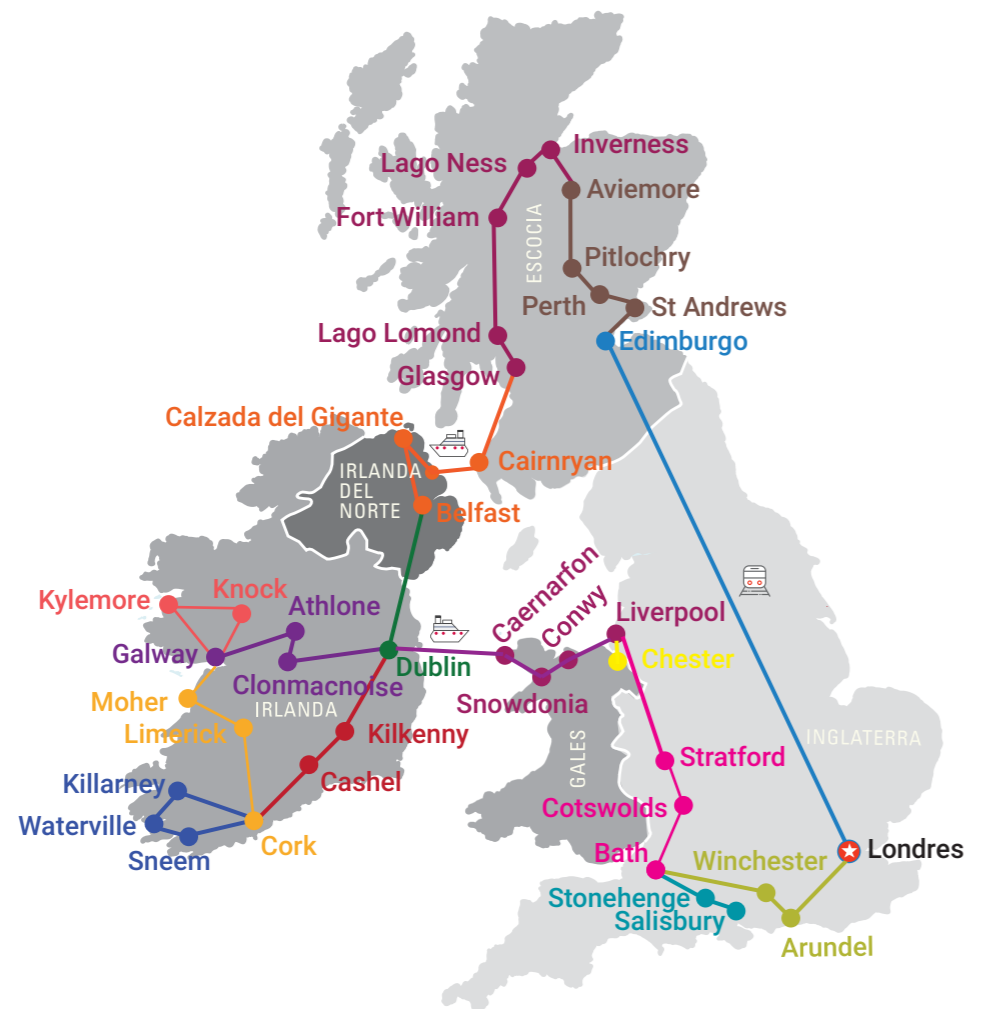 Inverness
Lago Ness
Aviemore
Fort William
ESCOCIA
Pitlochry
Perth
St Andrews
Lago Lomond
Edimburgo
Glasgow
Calzada del Gigante
Cairnryan
IRLANDA
DEL
NORTE
Belfast
Caernarfon
Conwy
Knock
Kylemore
Athlone
Liverpool
Galway
Dublin
Chester
Clonmacnoise
Snowdonia
Moher
IRLANDA
Limerick
Kilkenny
INGLATERRA
GALES
Stratford
Cashel
Killarney
Cotswolds
Waterville
Sneem
Cork
Bath
Winchester
Londres
Stonehenge
Salisbury
Arundel